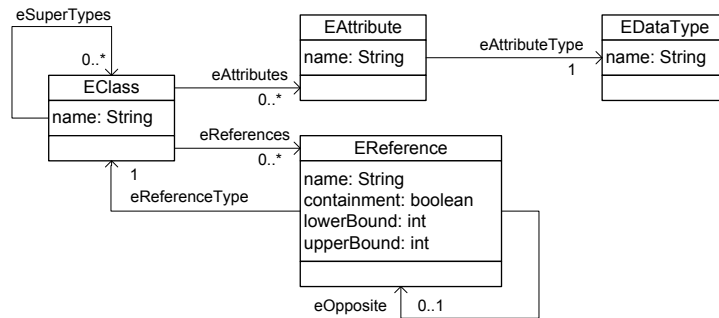 eSuperTypes
0..*
EClass
name: String
eAttributes
0..*
EAttribute
name: String
eAttributeType
1
EDataType
name: String
eReferences
0..*
1
eReferenceType
EReference
name: String
containment: boolean
lowerBound: int
upperBound: int
eOpposite
0..1